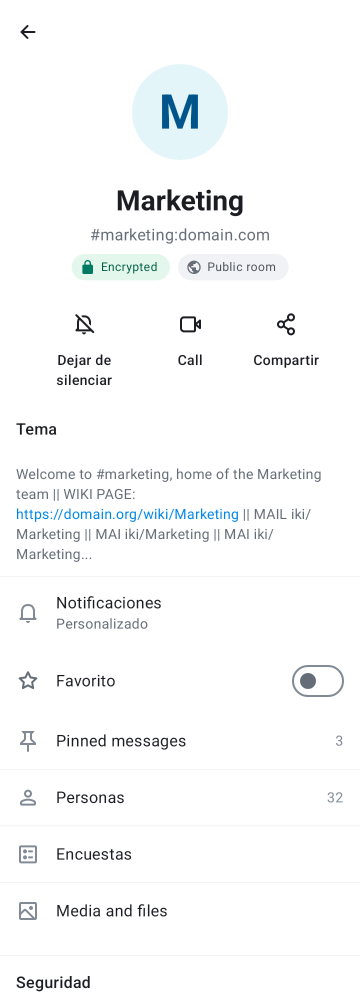 M
Marketing
#marketing:domain.com
Encrypted
Public room
Dejar de
silenciar
Call
Compartir
Tema
Welcome to #marketing, home of the Marketing
team || WIKI PAGE:
https://domain.org/wiki/Marketing || MAIL iki/
Marketing || MAI iki/Marketing || MAI iki/
Marketing...
Notificaciones
Personalizado
Favorito
Pinned messages 3
Personas 32
Encuestas
Media and files
Seguridad